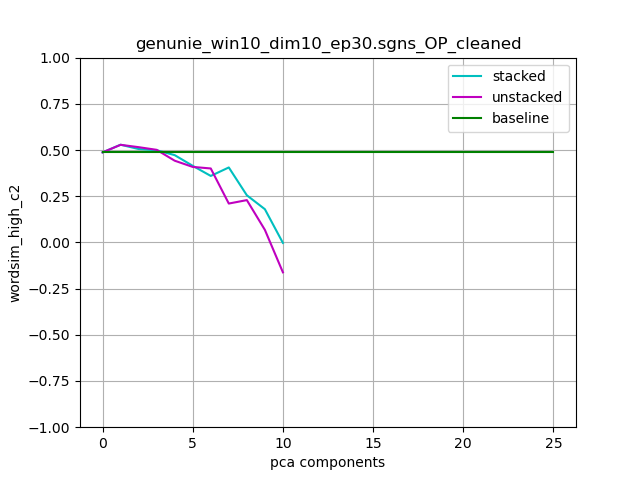 genunie_win10_dim10_ep30.sgns_OP_cleaned
1.00
0.75
0.50
0.25
0.00
−0.25
−0.50
−0.75
−1.00
wordsim_high_c2
stacked
unstacked
baseline
0 5 10 15 20 25
pca components